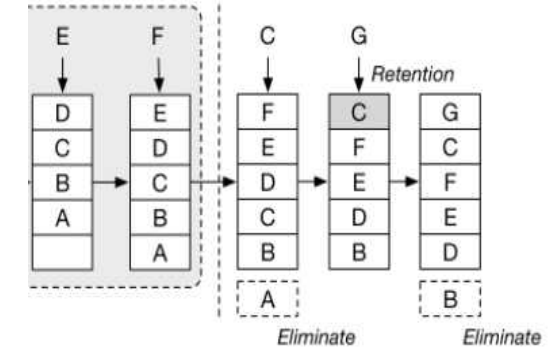 E F C G
Retention
D E F C G
C D E F C
B C D E F
A B C D E
A B B D
A B
Eliminate Eliminate